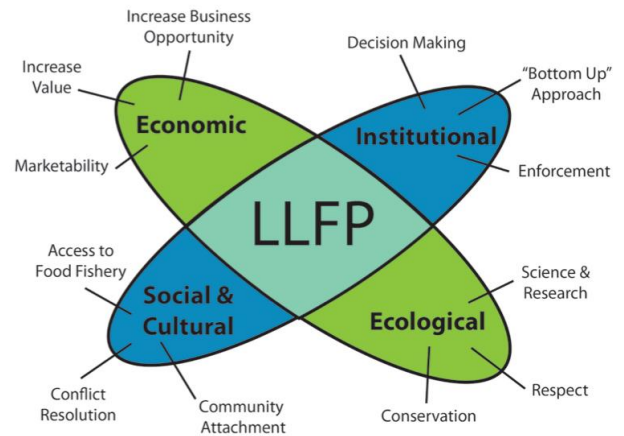 Increase Business
Opportunity
Increase
Value
Marketability
Economic
Decision Making
“Bottom Up”
Approach
Enforcement
Institutional
LLFP
Access to
Food Fishery
Social &
Cultural
Conflict
Resolution
Community
Attachment
Ecological
Science &
Research
Respect
Conservation